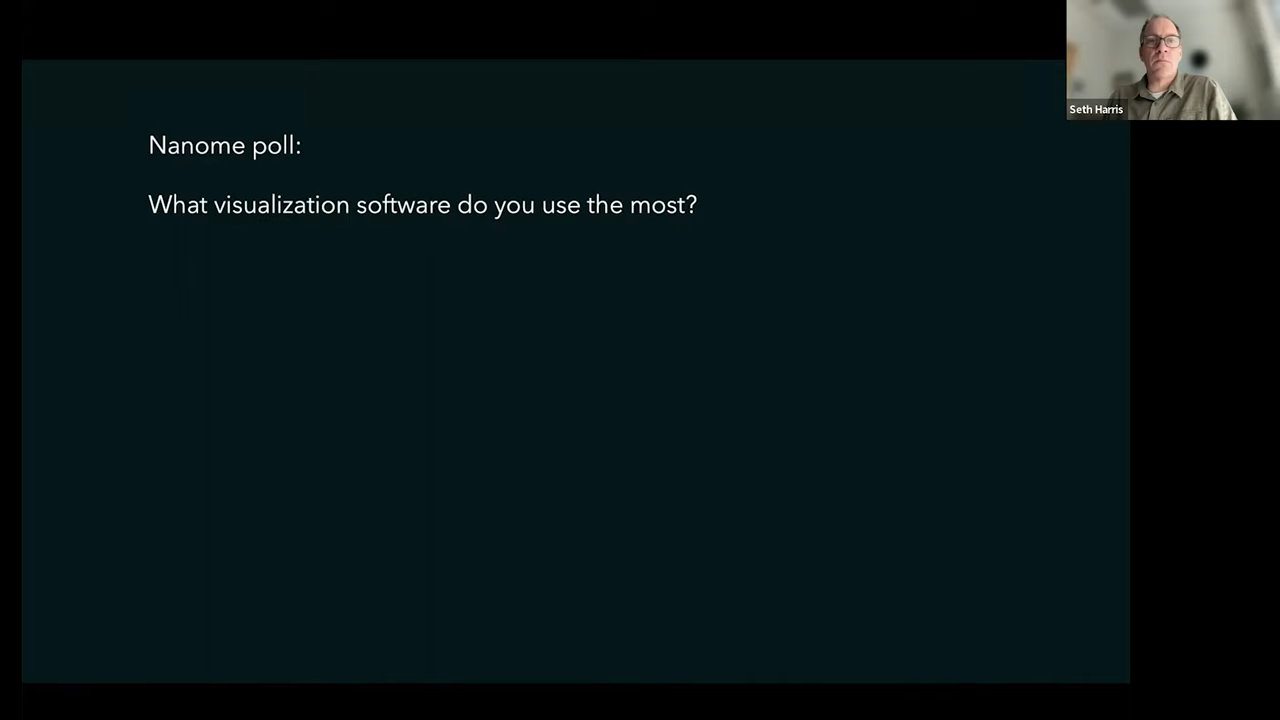 Seth Harris
Nanome poll:
What visualization software do you use the most?